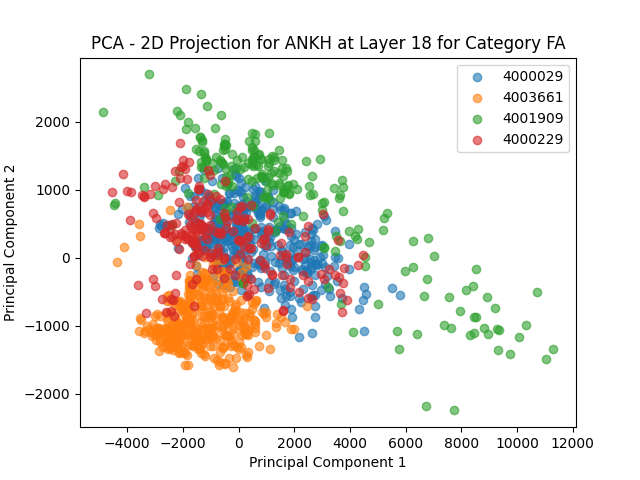 PCA - 2D Projection for ANKH at Layer 18 for Category FA
4000029
4003661
4001909
4000229
Principal Component 2
2000
1000
0
−1000
−2000
−4000 −2000 0 2000 4000 6000 8000 10000 12000
Principal Component 1